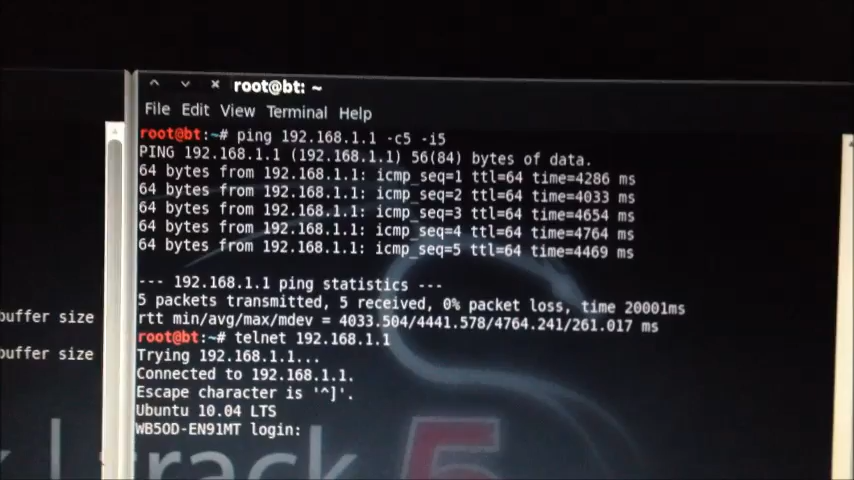 root@bt: ~
File Edit View Terminal Help
root@bt:~# ping 192.168.1.1 -c5 -i5
PING 192.168.1.1 (192.168.1.1) 56(84) bytes of data.
64 bytes from 192.168.1.1: icmp_seq=1 ttl=64 time=4286 ms
64 bytes from 192.168.1.1: icmp_seq=2 ttl=64 time=4033 ms
64 bytes from 192.168.1.1: icmp_seq=3 ttl=64 time=4654 ms
64 bytes from 192.168.1.1: icmp_seq=4 ttl=64 time=4764 ms
64 bytes from 192.168.1.1: icmp_seq=5 ttl=64 time=4469 ms
--- 192.168.1.1 ping statistics ---
5 packets transmitted, 5 received, 0% packet loss, time 20001ms
rtt min/avg/max/mdev = 4033.504/4441.578/4764.241/261.017 ms
root@bt:~# telnet 192.168.1.1
Trying 192.168.1.1...
Connected to 192.168.1.1.
Escape character is '^]'.
Ubuntu 10.04 LTS
WB5OD-EN91MT login:
buffer size
buffer size
track 5